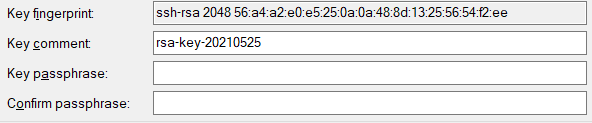 Key fingerprint: ssh-rsa 2048 56:a4:a2:e0:e5:25:0a:0a:48:8d:13:25:56:54:f2:ee
Key comment: rsa-key-20210525
Key passphrase:
Confirm passphrase: